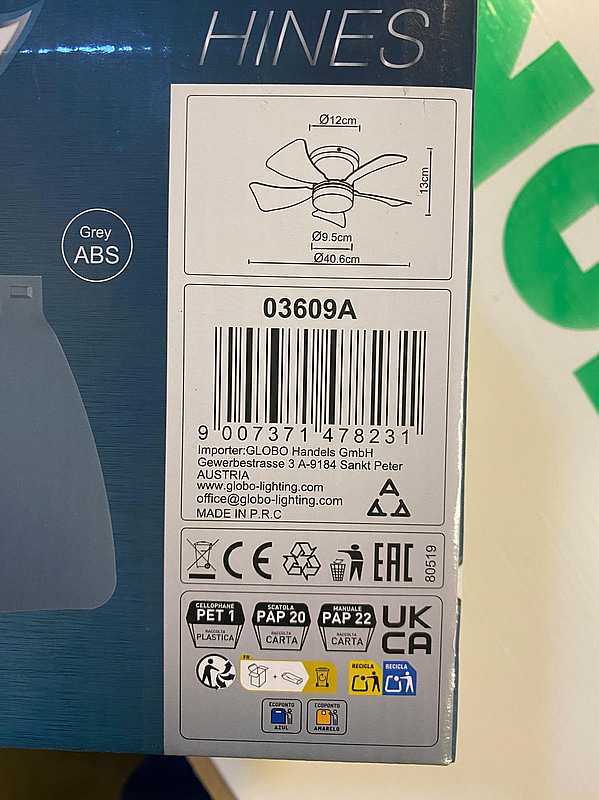 HINES
Ø12cm
13cm
Ø9.5cm
Ø40.6cm
Grey
ABS
03609A
9 007371 478231
Importer:GLOBO Handels GmbH
Gewerbestrasse 3 A-9184 Sankt Peter
AUSTRIA
www.globo-lighting.com
office@globo-lighting.com
MADE IN P.R.C
CE
EAC
80519
CELLOPHANE
PET 1
RACCOLTA
PLASTICA
SCATOLA
PAP 20
RACCOLTA
CARTA
MANUALE
PAP 22
RACCOLTA
CARTA
UK
CA
FR
RECICLA
RECICLA
ECOPONTO
AZUL
ECOPONTO
AMARELO